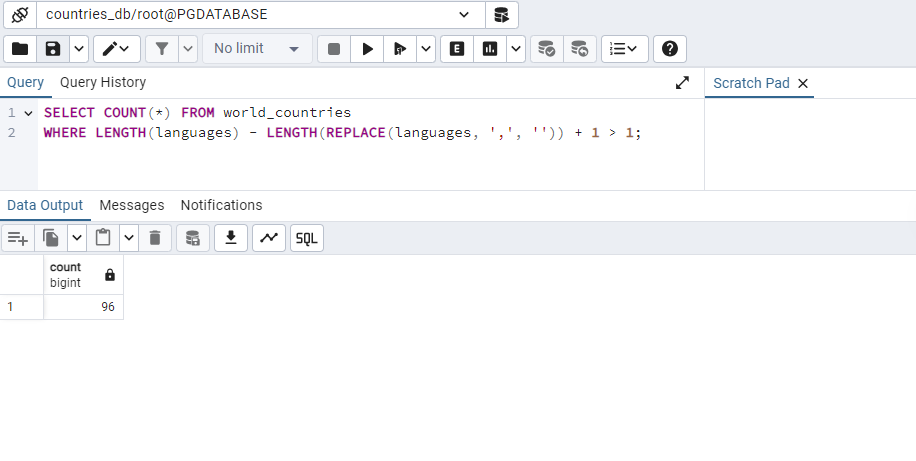 countries_db/root@PGDATABASE
No limit
E
Query Query History
Scratch Pad
1 SELECT COUNT(*) FROM world_countries
2 WHERE LENGTH(languages) - LENGTH(REPLACE(languages, ',', '')) + 1 > 1;
Data Output Messages Notifications
SQL
count
bigint
1 96